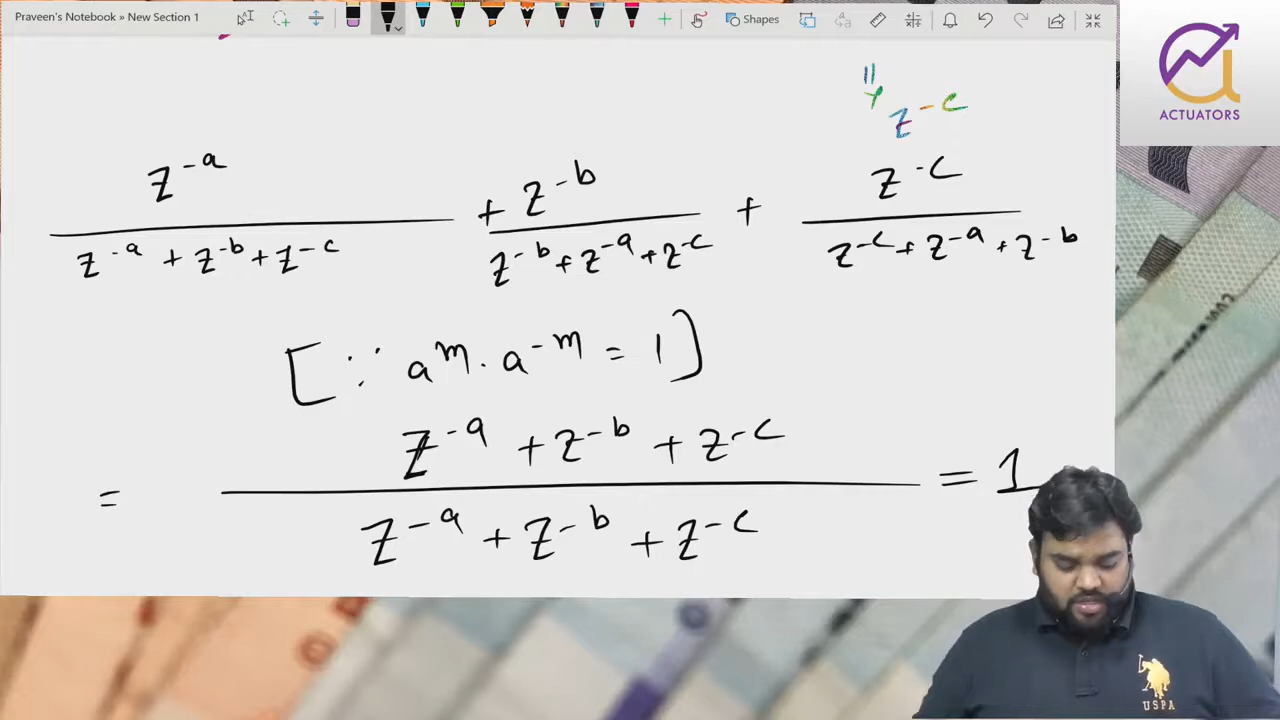 Praveen's Notebook » New Section 1
Shapes
ACTUATORS
z^-c
z^-a / (z^-a + z^-b + z^-c) + z^-b / (z^-b + z^-a + z^-c) + z^-c / (z^-c + z^-a + z^-b)
[∵ a^m . a^-m = 1]
= (z^-a + z^-b + z^-c) / (z^-a + z^-b + z^-c) = 1
USPA